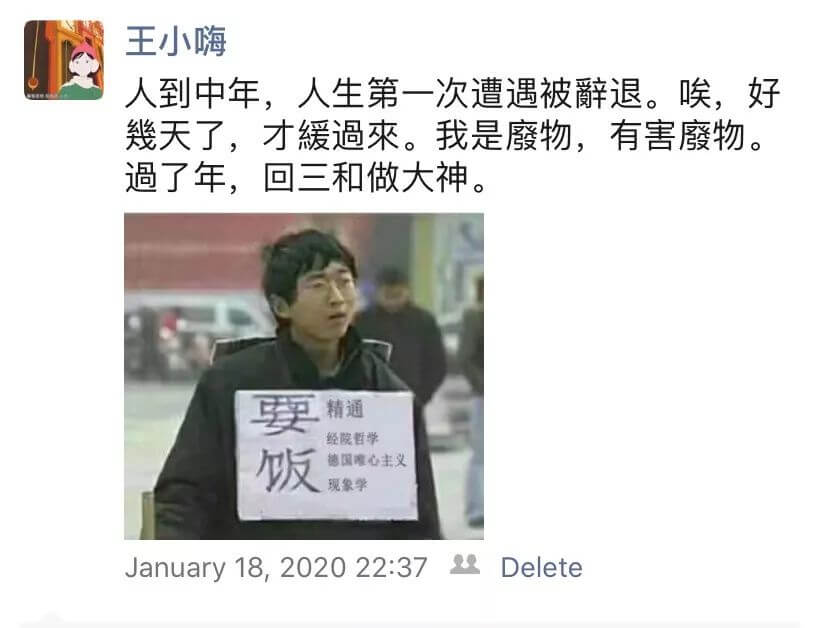 王小嗨
人到中年，人生第一次遭遇被辭退。唉，好
幾天了，才緩過來。我是廢物，有害廢物。
過了年，回三和做大神。
要饭
精通
经院哲学
德国唯心主义
现象学
January 18, 2020 22:37 Delete